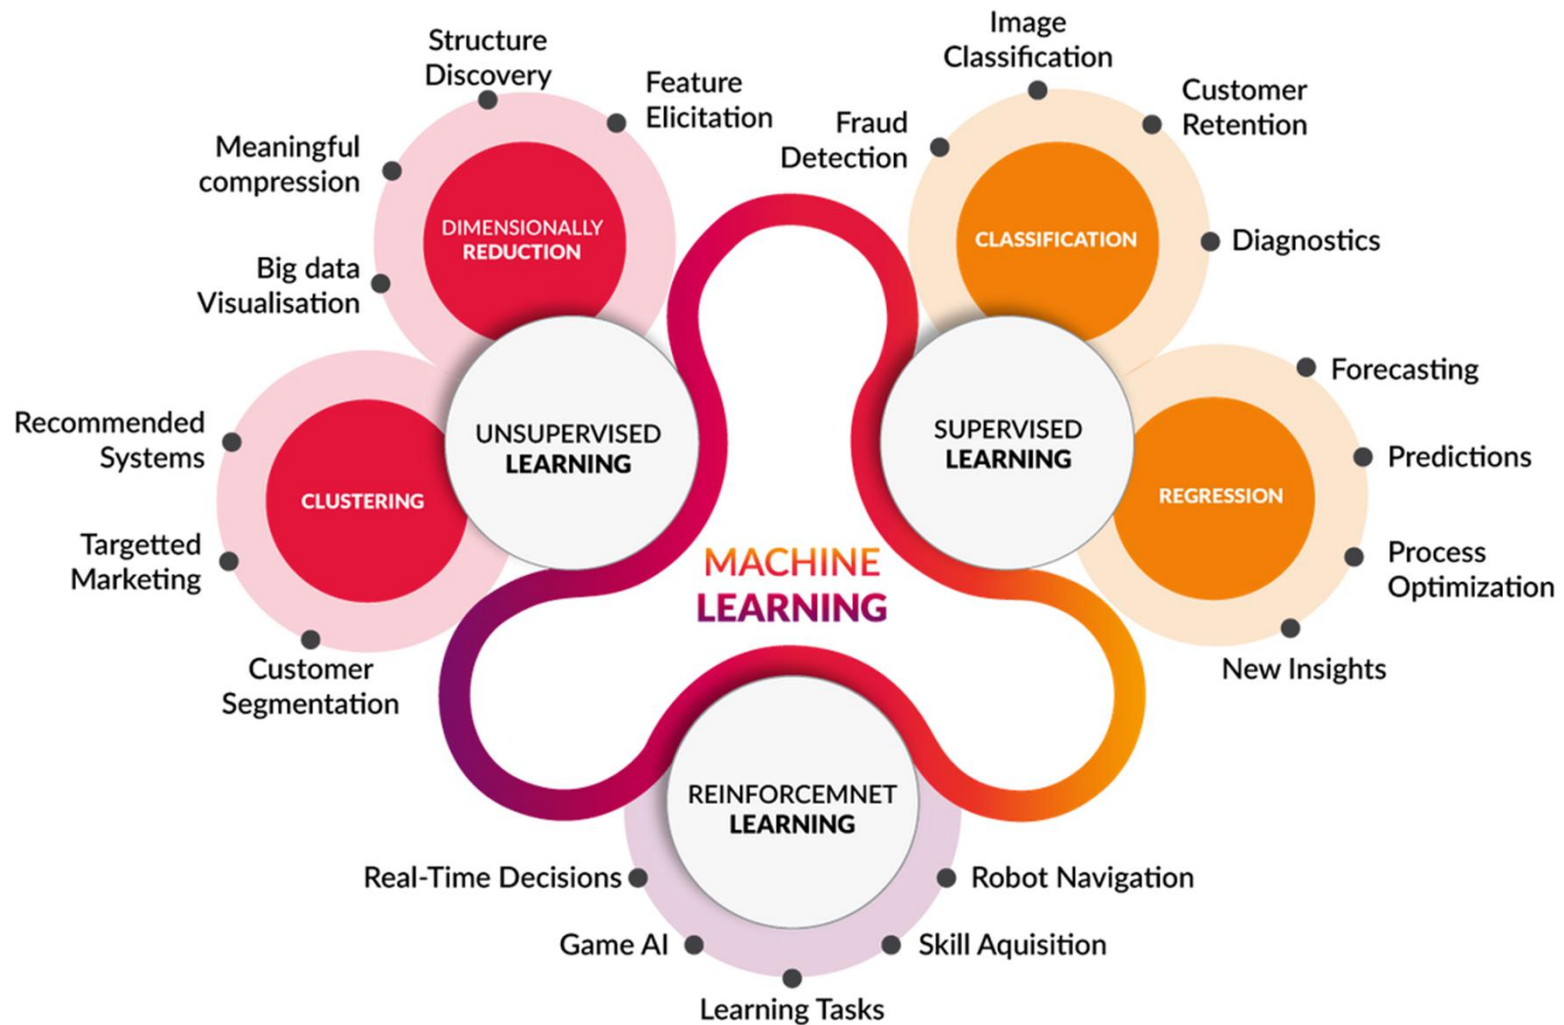 Structure
Discovery
Feature
Elicitation
Meaningful
compression
Big data
Visualisation
DIMENSIONALLY
REDUCTION
Recommended
Systems
Targetted
Marketing
Customer
Segmentation
CLUSTERING
UNSUPERVISED
LEARNING
Image
Classification
Fraud
Detection
Customer
Retention
Diagnostics
CLASSIFICATION
SUPERVISED
LEARNING
Forecasting
Predictions
Process
Optimization
New Insights
REGRESSION
MACHINE
LEARNING
REINFORCEMNET
LEARNING
Real-Time Decisions
Game AI
Learning Tasks
Skill Aquisition
Robot Navigation